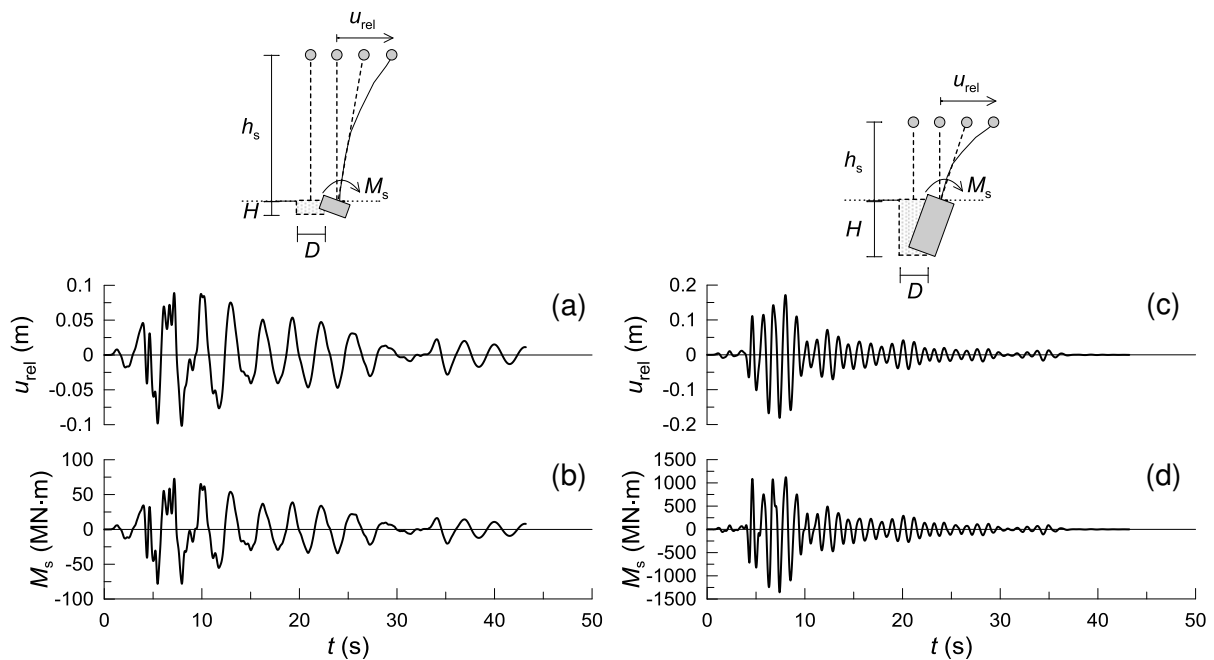 u_rel
h_s
M_s
H
D
u_rel
h_s
M_s
H
D
(a)
0.1
0.05
0
-0.05
-0.1
u_rel (m)
(b)
100
50
0
-50
-100
M_s (MN·m)
0 10 20 30 40 50
t (s)
(c)
0.2
0.1
0
-0.1
-0.2
u_rel (m)
(d)
1500
1000
500
0
-500
-1000
-1500
M_s (MN·m)
0 10 20 30 40 50
t (s)